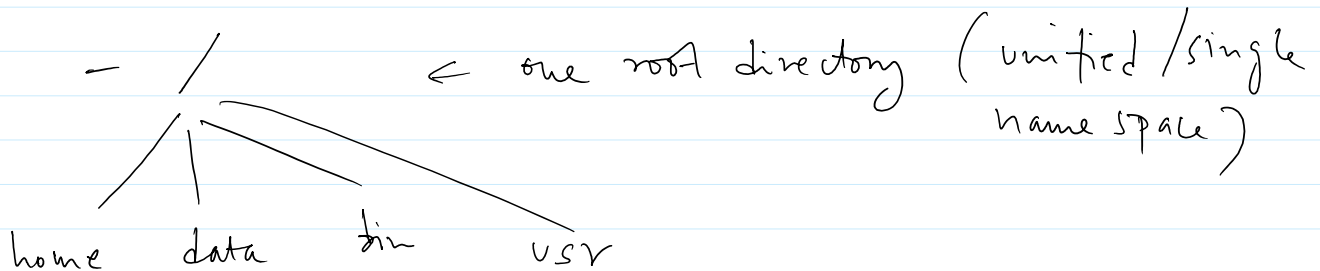 - / ← one root directory (unified/single
name space)
home data bin usr